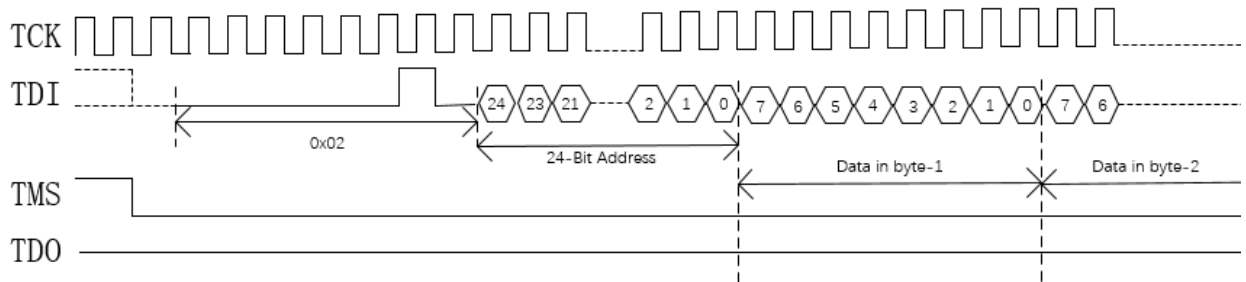 TCK
TDI
24 23 21 2 1 0 7 6 5 4 3 2 1 0 7 6
0x02
24-Bit Address
Data in byte-1
Data in byte-2
TMS
TDO